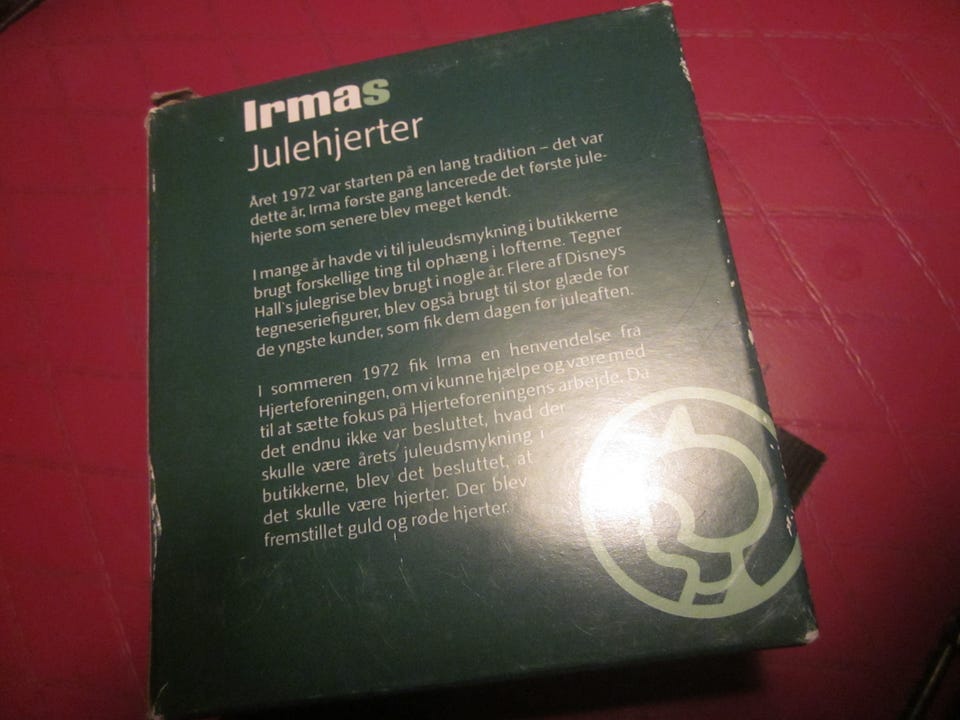 Irmas
Julehjerter
Året 1972 var starten på en lang tradition – det var
dette år, Irma første gang lancerede det første jule-
hjerte som senere blev meget kendt.
I mange år havde vi til juleudsmykning i butikkerne
brugt forskellige ting til ophæng i lofterne. Tegner
Hall's julegrise blev brugt i nogle år. Flere af Disneys
tegneseriefigurer, blev også brugt til stor glæde for
de yngste kunder, som fik dem dagen før juleaften.
I sommeren 1972 fik Irma en henvendelse fra
Hjerteforeningen, om vi kunne hjælpe og være med
til at sætte fokus på Hjerteforeningens arbejde. Da
det endnu ikke var besluttet, hvad der
skulle være årets juleudsmykning i
butikkerne, blev det besluttet, at
det skulle være hjerter. Der blev
fremstillet guld og røde hjerter.